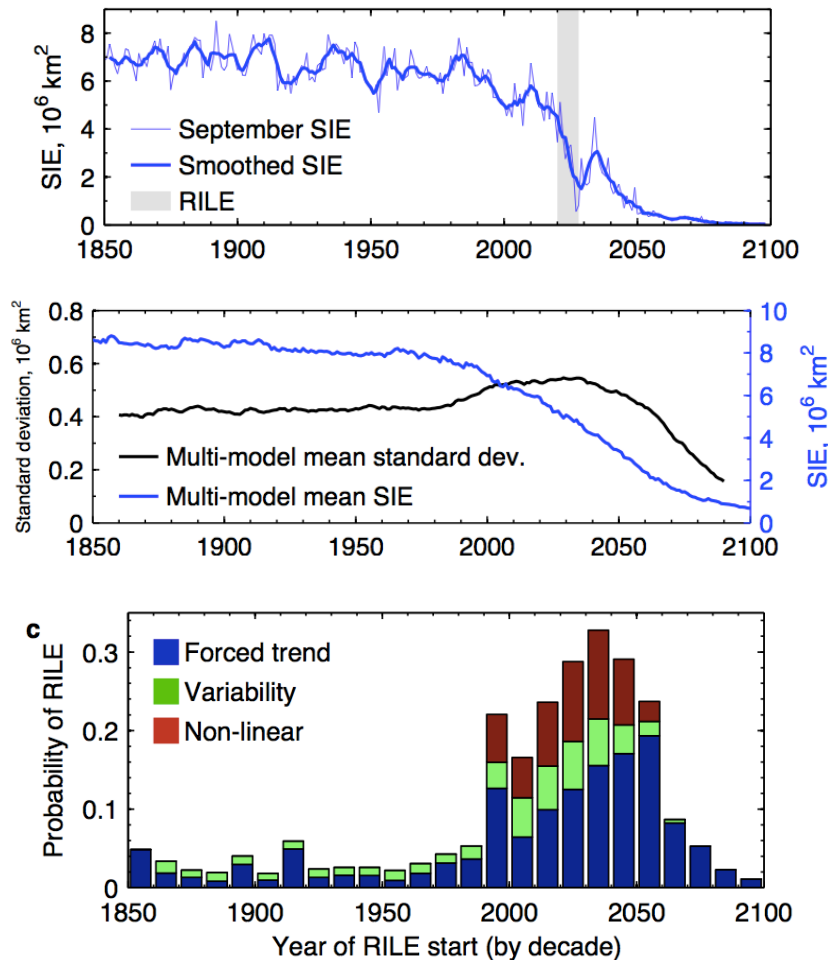 8
6
4
2
0
SIE, 10⁶ km²
September SIE
Smoothed SIE
RILE
1850 1900 1950 2000 2050 2100
0.8
0.6
0.4
0.2
0
Standard deviation, 10⁶ km²
10
8
6
4
2
0
SIE, 10⁶ km²
Multi-model mean standard dev.
Multi-model mean SIE
1850 1900 1950 2000 2050 2100
c
0.3
0.2
0.1
0
Probability of RILE
Forced trend
Variability
Non-linear
1850 1900 1950 2000 2050 2100
Year of RILE start (by decade)